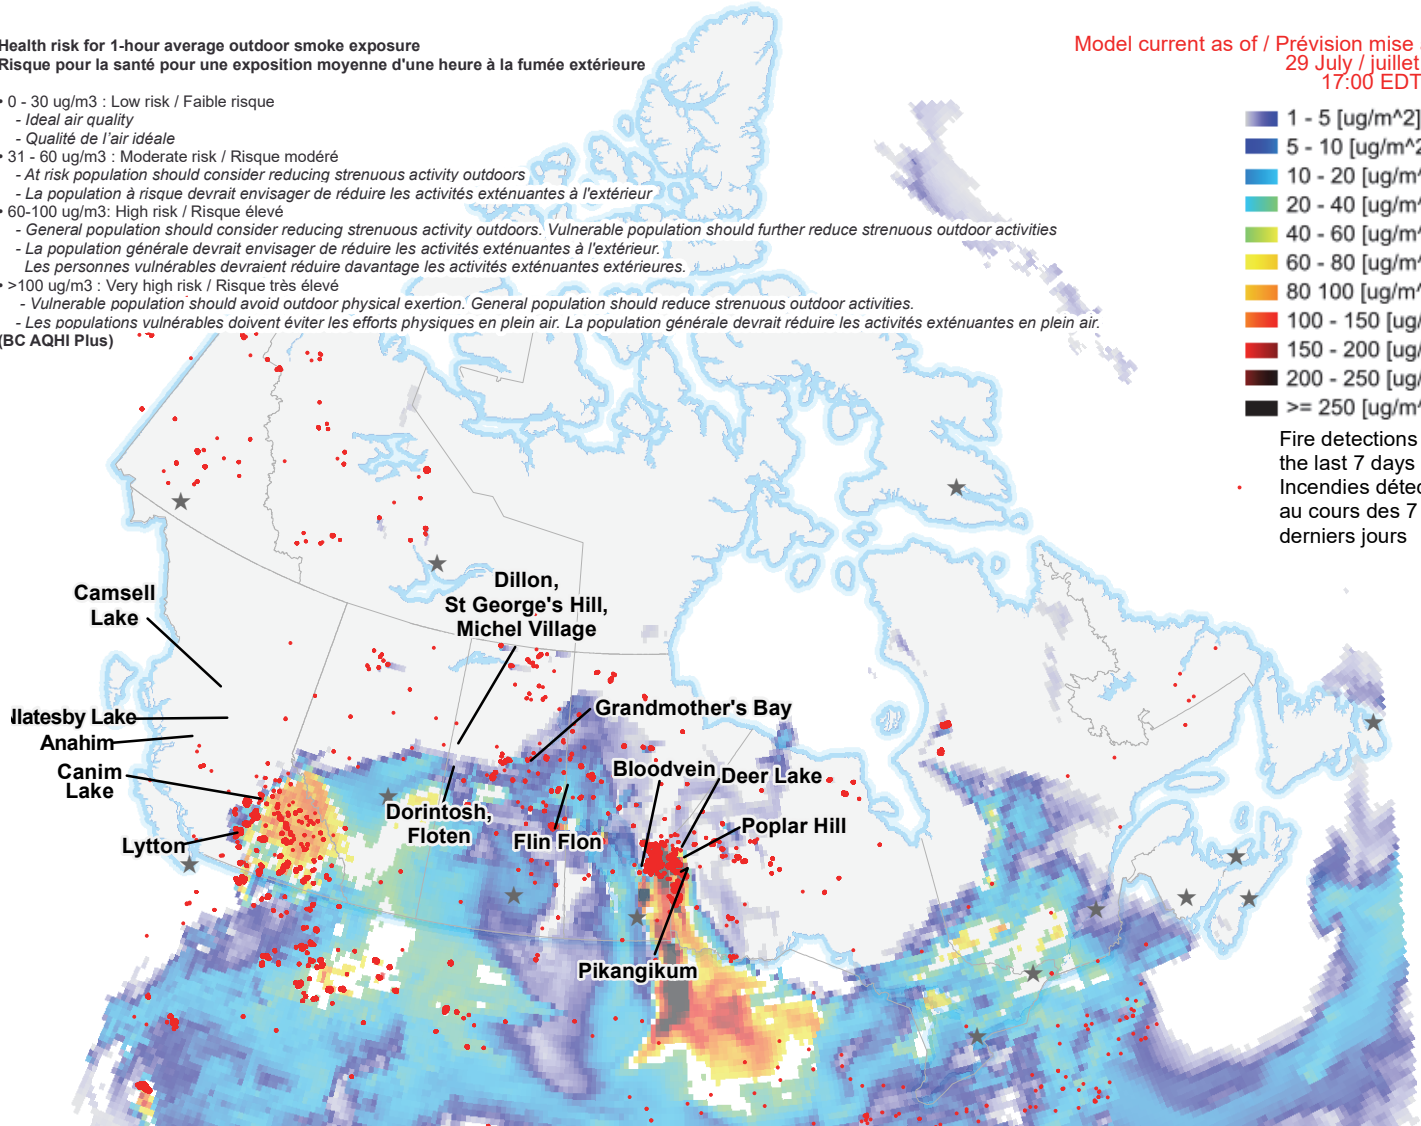 Health risk for 1-hour average outdoor smoke exposure
Risque pour la santé pour une exposition moyenne d'une heure à la fumée extérieure
• 0 - 30 ug/m3 : Low risk / Faible risque
- Ideal air quality
- Qualité de l'air idéale
• 31 - 60 ug/m3 : Moderate risk / Risque modéré
- At risk population should consider reducing strenuous activity outdoors
- La population à risque devrait envisager de réduire les activités exténuantes à l'extérieur
• 60-100 ug/m3: High risk / Risque élevé
- General population should consider reducing strenuous activity outdoors. Vulnerable population should further reduce strenuous outdoor activities
- La population générale devrait envisager de réduire les activités exténuantes à l'extérieur.
Les personnes vulnérables devraient réduire davantage les activités exténuantes extérieures.
• >100 ug/m3 : Very high risk / Risque très élevé
- Vulnerable population should avoid outdoor physical exertion. General population should reduce strenuous outdoor activities.
- Les populations vulnérables doivent éviter les efforts physiques en plein air. La population générale devrait réduire les activités exténuantes en plein air.
(BC AQHI Plus)
Model current as of / Prévision mise
29 July / juillet
17:00 EDT
1 - 5 [ug/m^2]
5 - 10 [ug/m^2
10 - 20 [ug/m^
20 - 40 [ug/m^
40 - 60 [ug/m^
60 - 80 [ug/m^
80 100 [ug/m^
100 - 150 [ug/
150 - 200 [ug/
200 - 250 [ug/
>= 250 [ug/m^
Fire detections
the last 7 days
Incendies détec
au cours des 7
derniers jours
Camsell
Lake
Dillon,
St George's Hill,
Michel Village
llatesby Lake
Anahim
Canim
Lake
Lytton
Grandmother's Bay
Bloodvein
Deer Lake
Dorintosh,
Floten
Flin Flon
Poplar Hill
Pikangikum